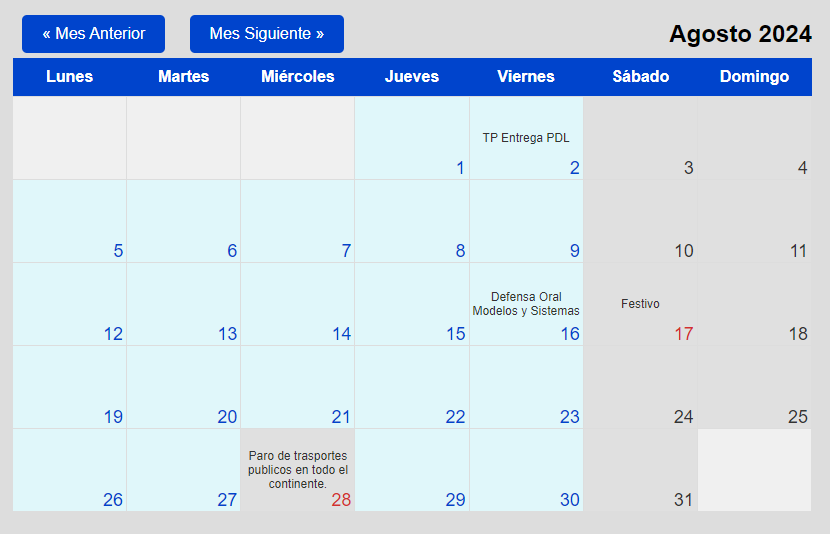 « Mes Anterior
Mes Siguiente »
Agosto 2024
Lunes Martes Miércoles Jueves Viernes Sábado Domingo
TP Entrega PDL
1 2 3 4
5 6 7 8 9 10 11
Defensa Oral
Modelos y Sistemas
Festivo
12 13 14 15 16 17 18
19 20 21 22 23 24 25
Paro de trasportes
publicos en todo el
continente.
26 27 28 29 30 31